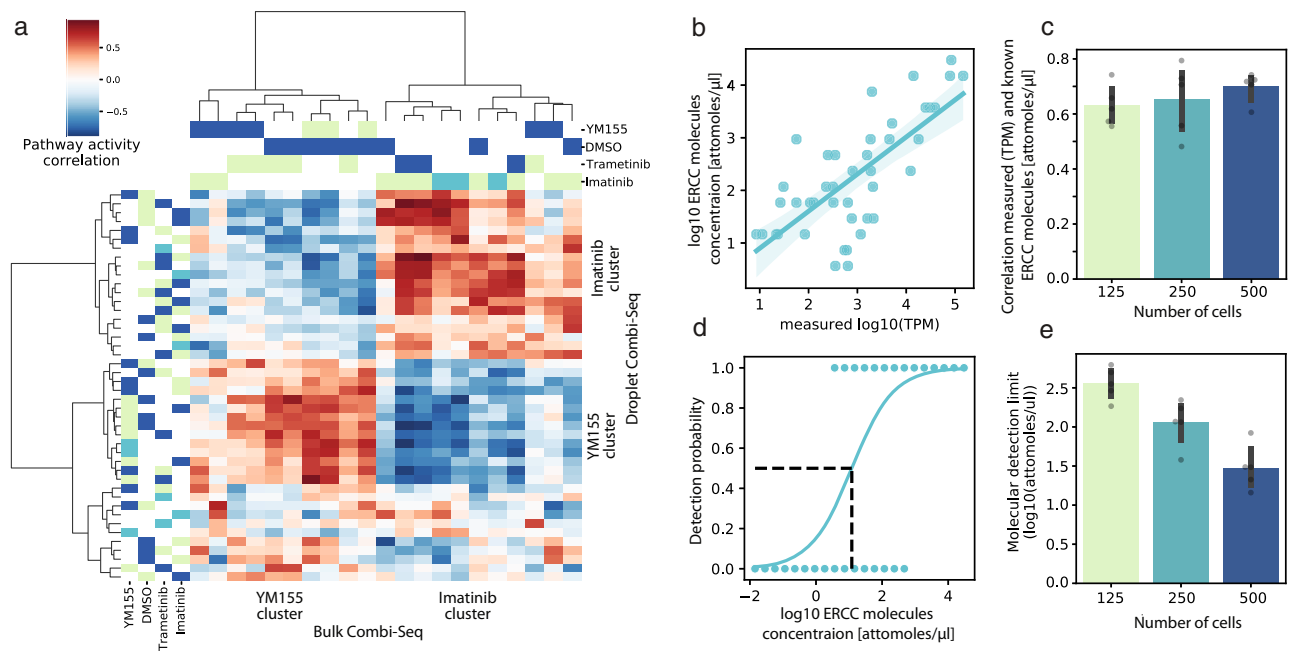 a
0.5
0.0
−0.5
Pathway activity
correlation
YM155
DMSO
Trametinib
Imatinib
Imatinib
cluster
YM155
cluster
Droplet Combi-Seq
YM155
DMSO
Trametinib
Imatinib
YM155
cluster
Imatinib
cluster
Bulk Combi-Seq
b
log10 ERCC molecules
concentraion [attomoles/µl]
4
3
2
1
1 2 3 4 5
measured log10(TPM)
c
Correlation measured (TPM) and known
ERCC molecules [attomoles/µl]
0.8
0.6
0.4
0.2
0.0
125 250 500
Number of cells
d
Detection probability
1.0
0.8
0.6
0.4
0.2
0.0
−2 0 2 4
log10 ERCC molecules
concentraion [attomoles/µl]
e
Molecular detection limit
(log10(attomoles/ul))
2.5
2.0
1.5
1.0
0.5
0.0
125 250 500
Number of cells